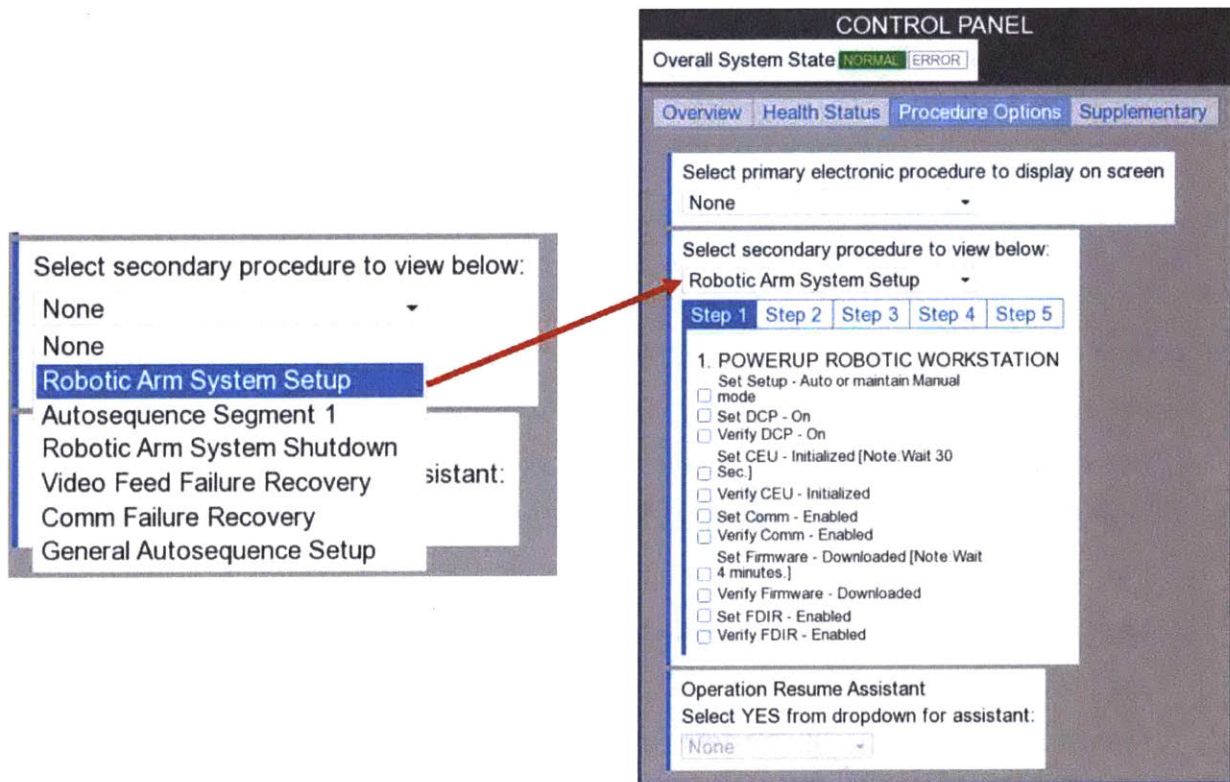 Select secondary procedure to view below:
None
None
Robotic Arm System Setup
Autosequence Segment 1
Robotic Arm System Shutdown
Video Feed Failure Recovery
sistant:
Comm Failure Recovery
General Autosequence Setup
CONTROL PANEL
Overall System State NORMAL ERROR
Overview Health Status Procedure Options Supplementary
Select primary electronic procedure to display on screen
None
Select secondary procedure to view below:
Robotic Arm System Setup
Step 1 Step 2 Step 3 Step 4 Step 5
1. POWERUP ROBOTIC WORKSTATION
Set Setup - Auto or maintain Manual
mode
Set DCP - On
Verify DCP - On
Set CEU - Initialized [Note:Wait 30
Sec.]
Verify CEU - Initialized
Set Comm - Enabled
Verify Comm - Enabled
Set Firmware - Downloaded [Note:Wait
4 minutes.]
Verify Firmware - Downloaded
Set FDIR - Enabled
Verify FDIR - Enabled
Operation Resume Assistant
Select YES from dropdown for assistant:
None